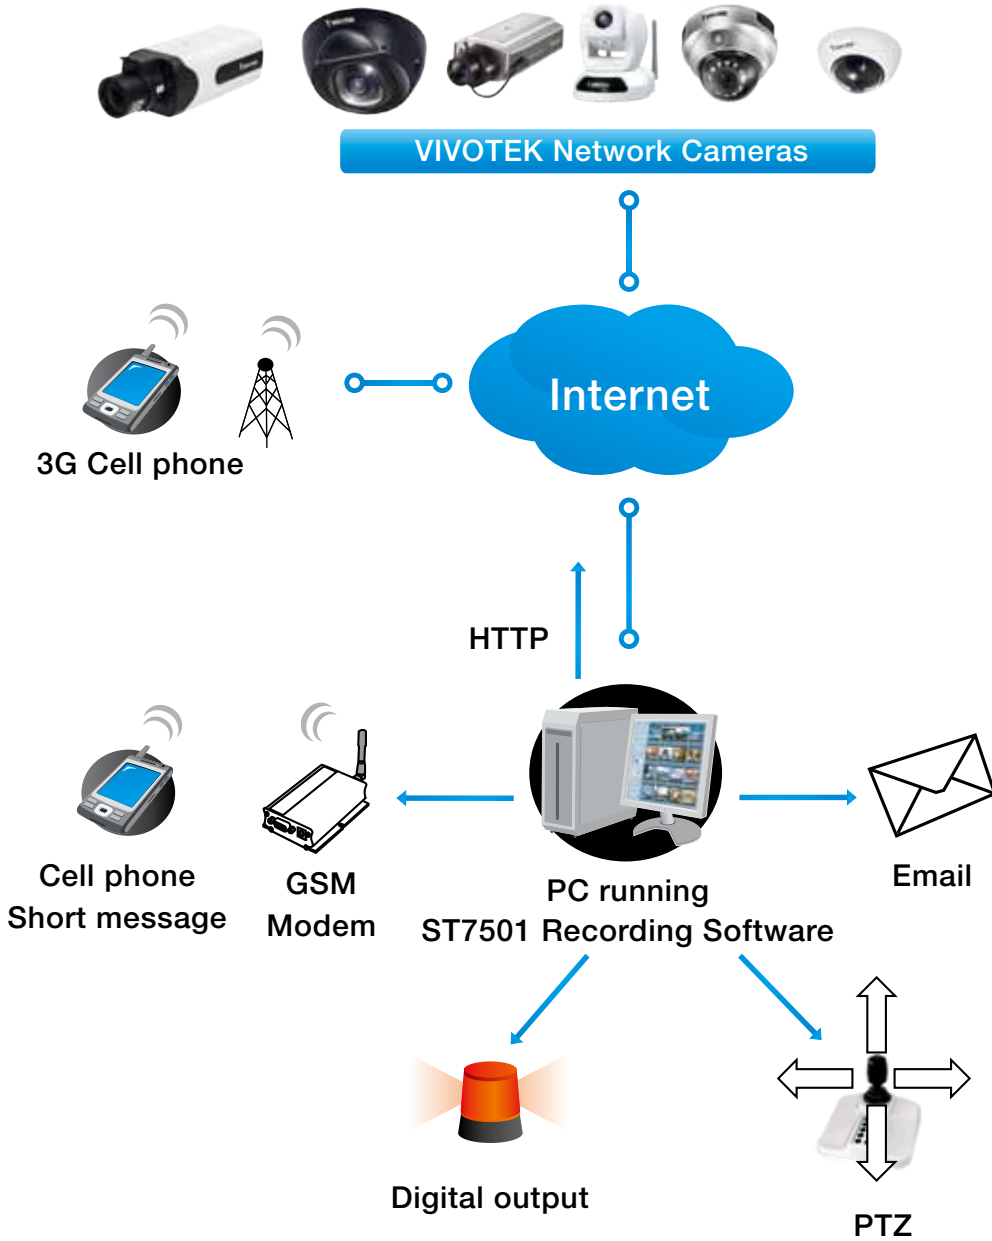 VIVOTEK Network Cameras
Internet
3G Cell phone
HTTP
Cell phone
Short message
GSM
Modem
PC running
ST7501 Recording Software
Email
Digital output
PTZ